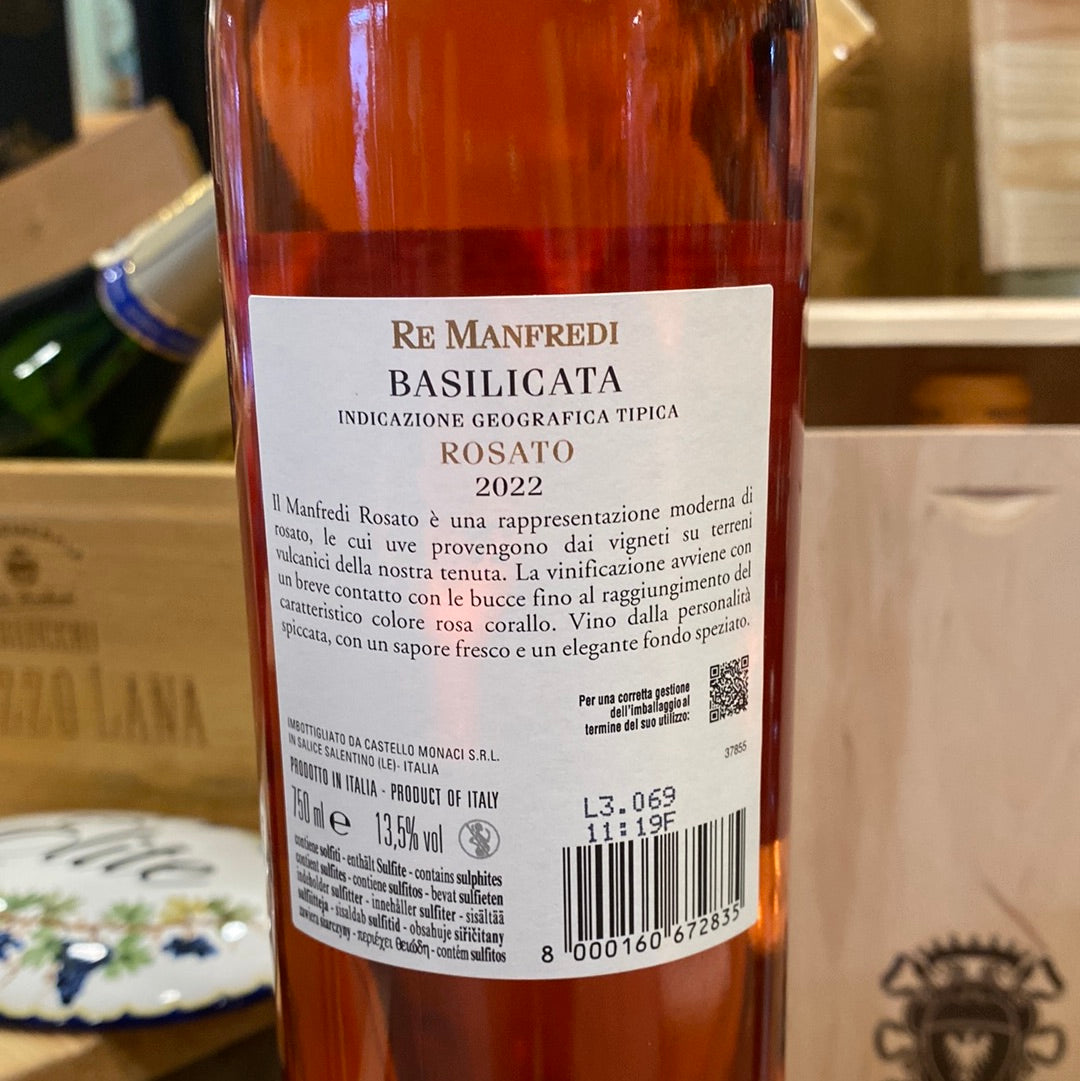 RE MANFREDI
BASILICATA
INDICAZIONE GEOGRAFICA TIPICA
ROSATO
2022
Il Manfredi Rosato è una rappresentazione moderna di
rosato, le cui uve provengono dai vigneti su terreni
vulcanici della nostra tenuta. La vinificazione avviene con
un breve contatto con le bucce fino al raggiungimento del
caratteristico colore rosa corallo. Vino dalla personalità
spiccata, con un sapore fresco e un elegante fondo speziato.
Per una corretta gestione
dell'imballaggio al
termine del suo utilizzo:
37855
IMBOTTIGLIATO DA CASTELLO MONACI S.R.L.
IN SALICE SALENTINO (LE)- ITALIA
PRODOTTO IN ITALIA - PRODUCT OF ITALY
750 ml e 13,5% vol
contiene solfiti - enthält Sulfite - contains sulphites
contient sulfites - contiene sulfitos - bevat sulfieten
indeholder sulfitter - innehåller sulfiter - sisältää
sulfiitteja - sisaldab sulfitid - obsahuje siřičitany
zawiera siarczyny - περιέχει θειώδη - contém sulfitos
L3.069
11:19F
8 000160 672835
LANA
Elite